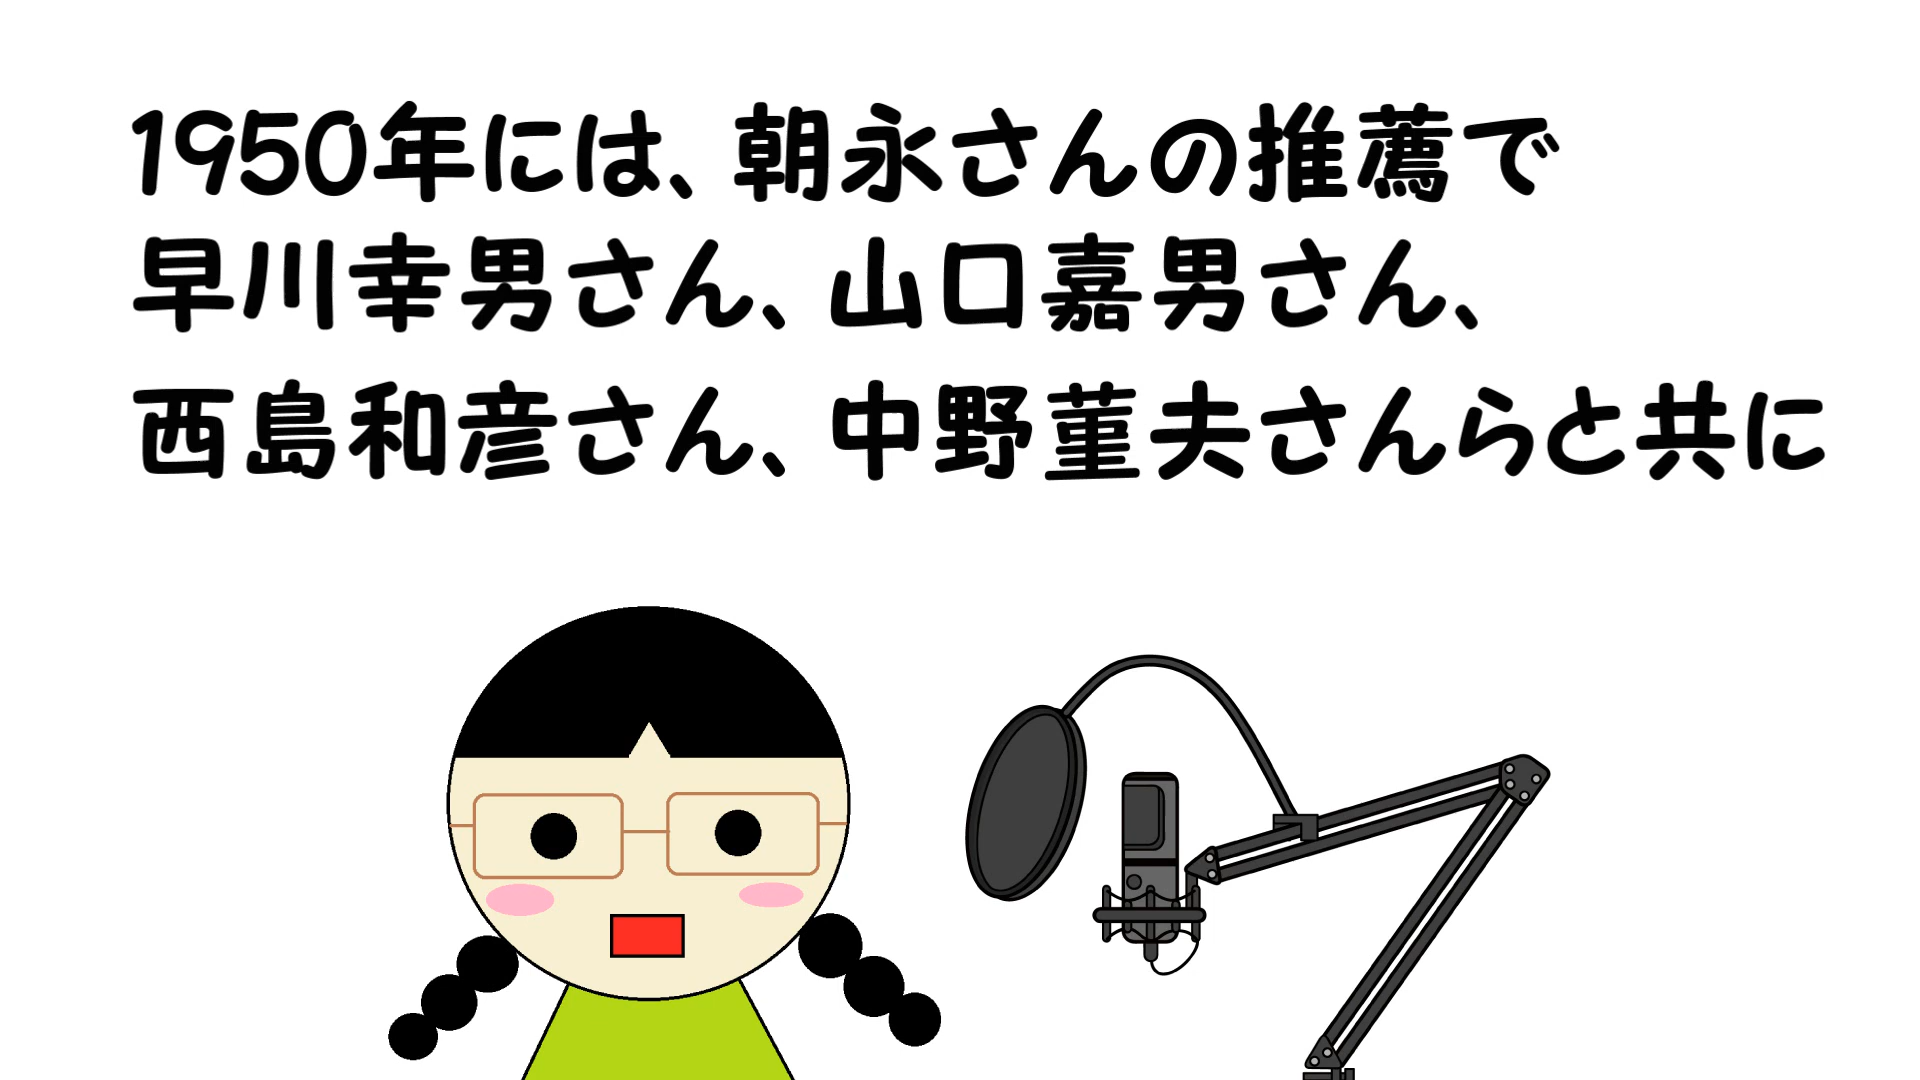 1950年には、朝永さんの推薦で
早川幸男さん、山口嘉男さん、
西島和彦さん、中野董夫さんらと共に